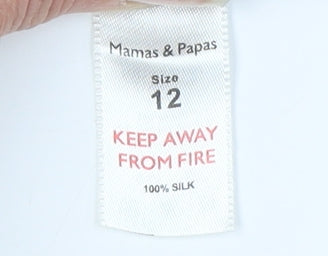 Mamas & Papas
Size
12
KEEP AWAY
FROM FIRE
100% SILK